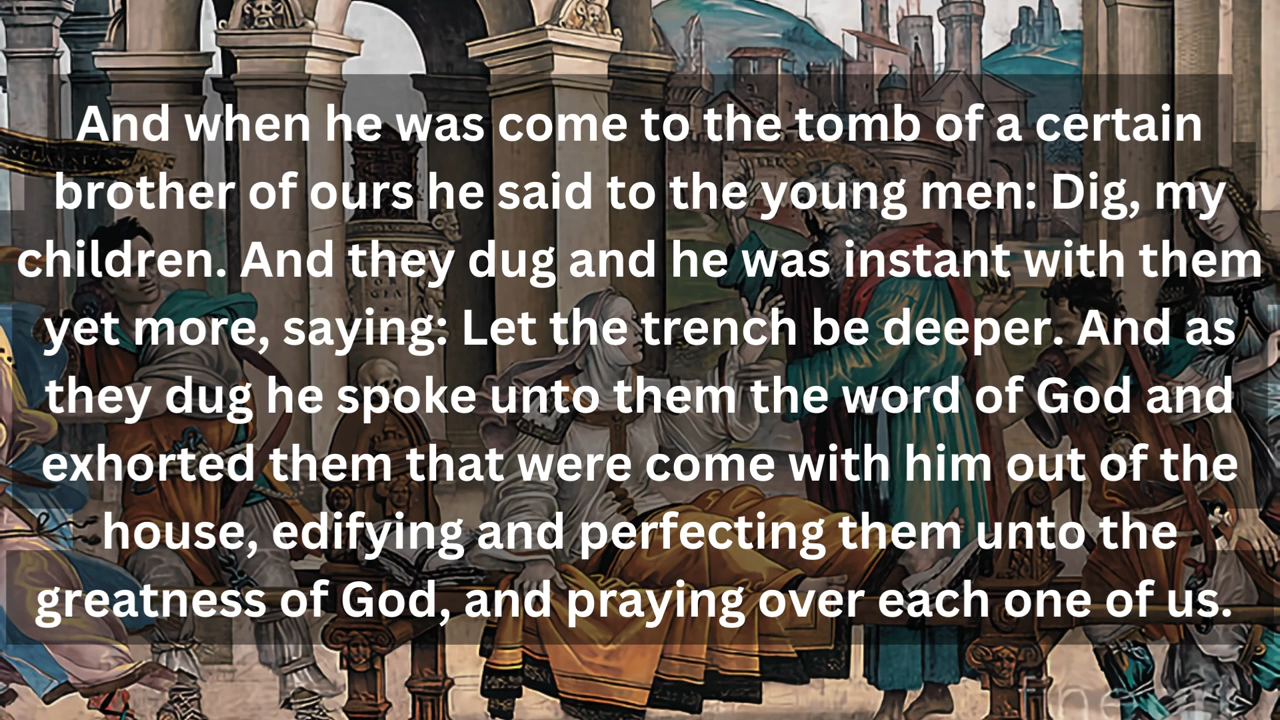 And when he was come to the tomb of a certain
brother of ours he said to the young men: Dig, my
children. And they dug and he was instant with them
yet more, saying: Let the trench be deeper. And as
they dug he spoke unto them the word of God and
exhorted them that were come with him out of the
house, edifying and perfecting them unto the
greatness of God, and praying over each one of us.